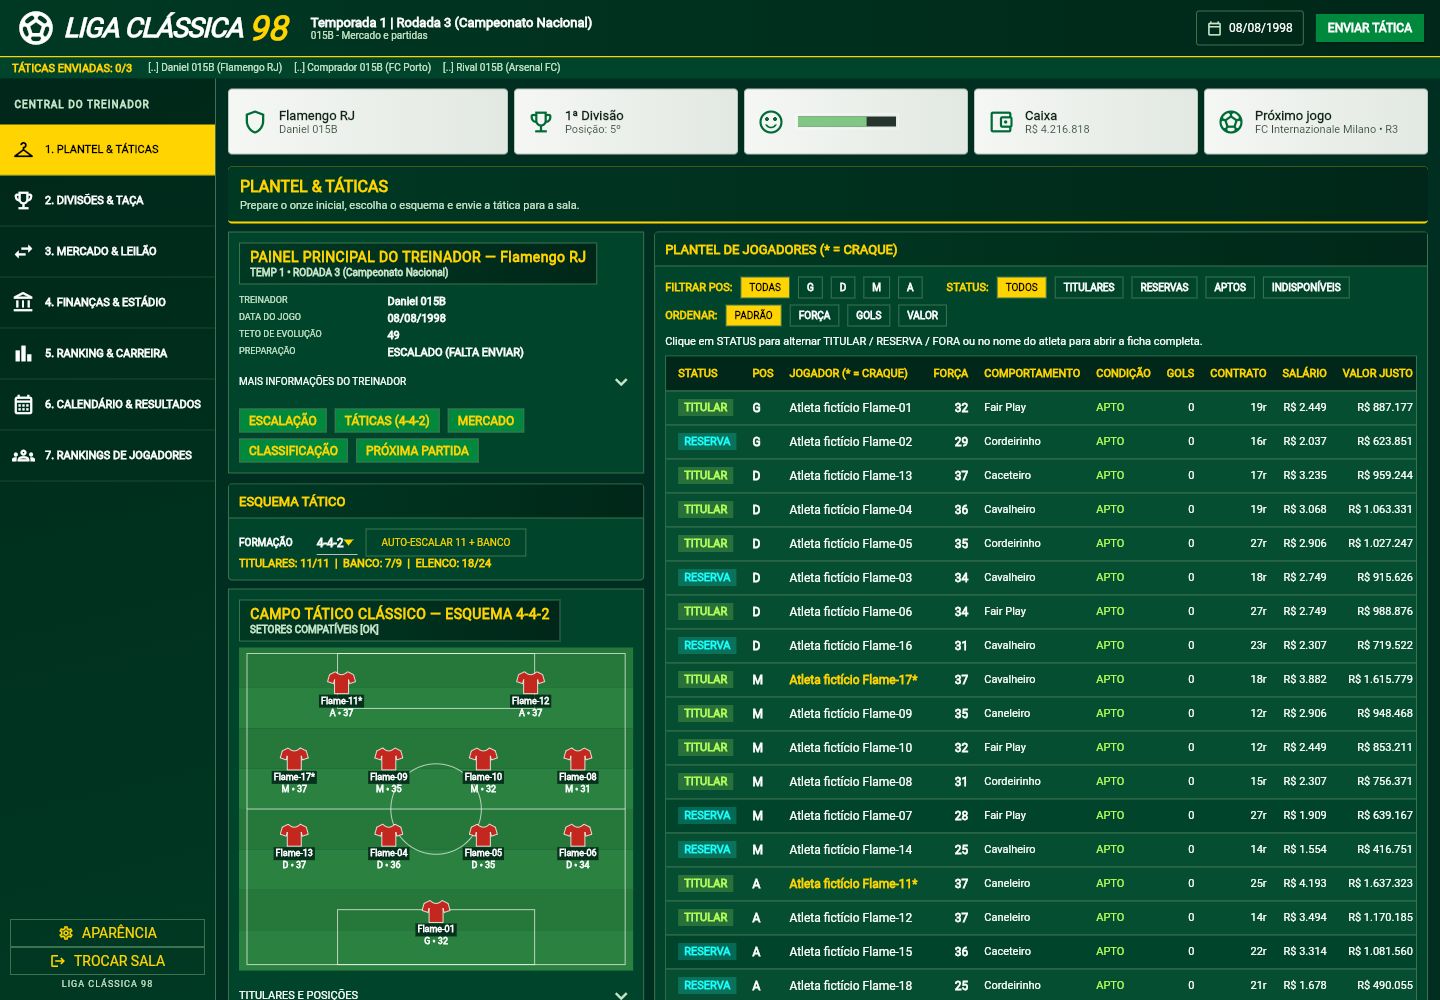 LIGA CLÁSSICA 98
Temporada 1 | Rodada 3 (Campeonato Nacional)
015B - Mercado e partidas
08/08/1998
ENVIAR TÁTICA
TÁTICAS ENVIADAS: 0/3 [..] Daniel 015B (Flamengo RJ) [..] Comprador 015B (FC Porto) [..] Rival 015B (Arsenal FC)
CENTRAL DO TREINADOR
1. PLANTEL & TÁTICAS
2. DIVISÕES & TAÇA
3. MERCADO & LEILÃO
4. FINANÇAS & ESTÁDIO
5. RANKING & CARREIRA
6. CALENDÁRIO & RESULTADOS
7. RANKINGS DE JOGADORES
APARÊNCIA
TROCAR SALA
LIGA CLÁSSICA 98
Flamengo RJ
Daniel 015B
1ª Divisão
Posição: 5º
Caixa
R$ 4.216.818
Próximo jogo
FC Internazionale Milano • R3
PLANTEL & TÁTICAS
Prepare o onze inicial, escolha o esquema e envie a tática para a sala.
PAINEL PRINCIPAL DO TREINADOR — Flamengo RJ
TEMP 1 • RODADA 3 (Campeonato Nacional)
TREINADOR Daniel 015B
DATA DO JOGO 08/08/1998
TETO DE EVOLUÇÃO 49
PREPARAÇÃO ESCALADO (FALTA ENVIAR)
MAIS INFORMAÇÕES DO TREINADOR
ESCALAÇÃO TÁTICAS (4-4-2) MERCADO
CLASSIFICAÇÃO PRÓXIMA PARTIDA
ESQUEMA TÁTICO
FORMAÇÃO 4-4-2 AUTO-ESCALAR 11 + BANCO
TITULARES: 11/11 | BANCO: 7/9 | ELENCO: 18/24
CAMPO TÁTICO CLÁSSICO — ESQUEMA 4-4-2
SETORES COMPATÍVEIS [OK]
Flame-11* Flame-12
A • 37 A • 37
Flame-17* Flame-09 Flame-10 Flame-08
M • 37 M • 35 M • 32 M • 31
Flame-13 Flame-04 Flame-05 Flame-06
D • 37 D • 36 D • 35 D • 34
Flame-01
G • 32
TITULARES E POSIÇÕES
PLANTEL DE JOGADORES (* = CRAQUE)
FILTRAR POS: TODAS G D M A STATUS: TODOS TITULARES RESERVAS APTOS INDISPONÍVEIS
ORDENAR: PADRÃO FORÇA GOLS VALOR
Clique em STATUS para alternar TITULAR / RESERVA / FORA ou no nome do atleta para abrir a ficha completa.
STATUS POS JOGADOR (* = CRAQUE) FORÇA COMPORTAMENTO CONDIÇÃO GOLS CONTRATO SALÁRIO VALOR JUSTO
TITULAR G Atleta fictício Flame-01 32 Fair Play APTO 0 19r R$ 2.449 R$ 887.177
RESERVA G Atleta fictício Flame-02 29 Cordeirinho APTO 0 16r R$ 2.037 R$ 623.851
TITULAR D Atleta fictício Flame-13 37 Caceteiro APTO 0 17r R$ 3.235 R$ 959.244
TITULAR D Atleta fictício Flame-04 36 Cavalheiro APTO 0 19r R$ 3.068 R$ 1.063.331
TITULAR D Atleta fictício Flame-05 35 Cordeirinho APTO 0 27r R$ 2.906 R$ 1.027.247
RESERVA D Atleta fictício Flame-03 34 Cavalheiro APTO 0 18r R$ 2.749 R$ 915.626
TITULAR D Atleta fictício Flame-06 34 Fair Play APTO 0 27r R$ 2.749 R$ 988.876
RESERVA D Atleta fictício Flame-16 31 Cavalheiro APTO 0 23r R$ 2.307 R$ 719.522
TITULAR M Atleta fictício Flame-17* 37 Cavalheiro APTO 0 18r R$ 3.882 R$ 1.615.779
TITULAR M Atleta fictício Flame-09 35 Caneleiro APTO 0 12r R$ 2.906 R$ 948.468
TITULAR M Atleta fictício Flame-10 32 Fair Play APTO 0 12r R$ 2.449 R$ 853.211
TITULAR M Atleta fictício Flame-08 31 Cordeirinho APTO 0 15r R$ 2.307 R$ 756.371
RESERVA M Atleta fictício Flame-07 28 Fair Play APTO 0 27r R$ 1.909 R$ 639.167
RESERVA M Atleta fictício Flame-14 25 Cavalheiro APTO 0 14r R$ 1.554 R$ 416.751
TITULAR A Atleta fictício Flame-11* 37 Caneleiro APTO 0 25r R$ 4.193 R$ 1.637.323
TITULAR A Atleta fictício Flame-12 37 Caneleiro APTO 0 14r R$ 3.494 R$ 1.170.185
RESERVA A Atleta fictício Flame-15 36 Caceteiro APTO 0 22r R$ 3.314 R$ 1.081.560
RESERVA A Atleta fictício Flame-18 25 Cordeirinho APTO 0 21r R$ 1.678 R$ 490.055